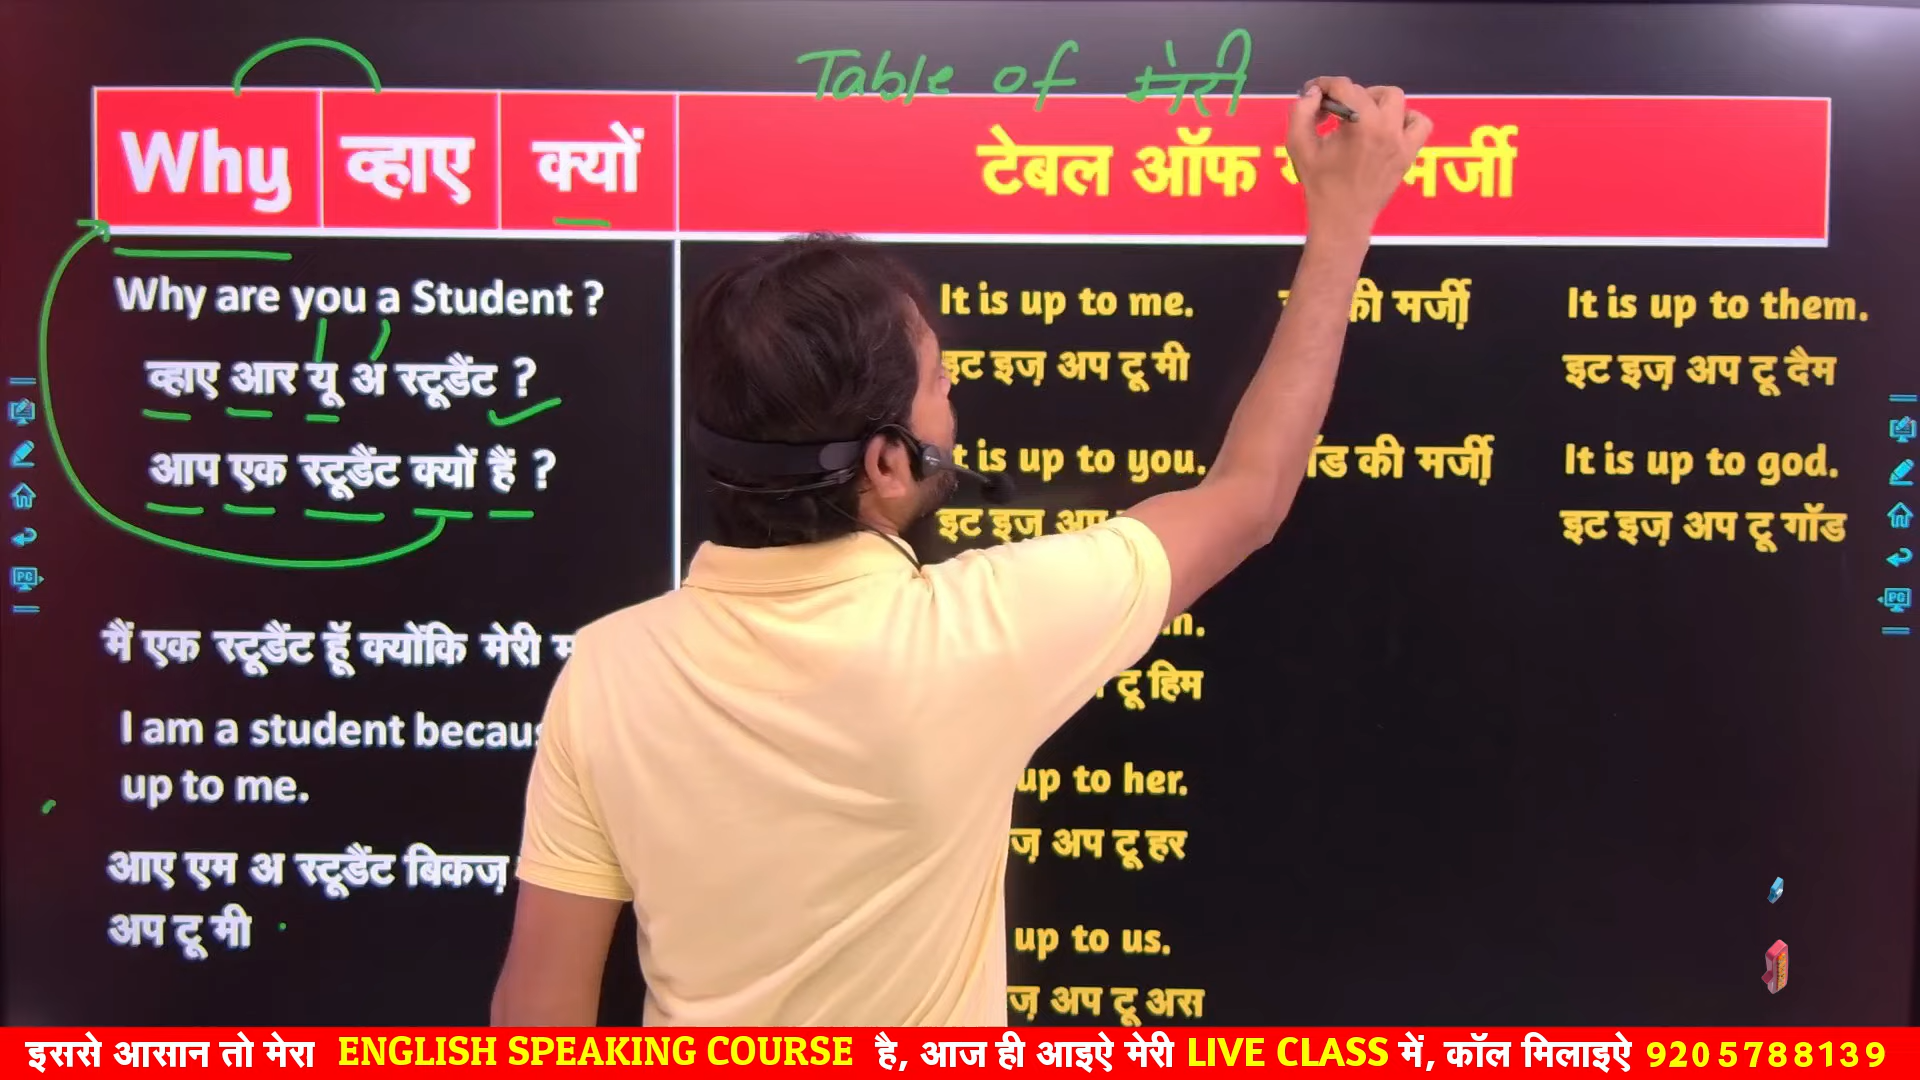 Table of मेरी
Why व्हाए क्यों टेबल ऑफ मर्जी
Why are you a Student ?
व्हाए आर यू अ स्टूडैंट ?
आप एक स्टूडैंट क्यों हैं ?
मैं एक स्टूडैंट हूॅं क्योंकि मेरी
I am a student
up to me.
आए एम अ स्टूडैंट बिकज़
अप टू मी
It is up to me.
इट इज़ अप टू मी
is up to you.
इट इज़ अप
टू हिम
up to her.
अप टू हर
up to us.
अप टू अस
की मर्जी
It is up to them.
इट इज़ अप टू दैम
की मर्जी
It is up to god.
इट इज़ अप टू गॉड
PC
PC
इससे आसान तो मेरा ENGLISH SPEAKING COURSE है, आज ही आइऐ मेरी LIVE CLASS में, कॉल मिलाइऐ 9205788139